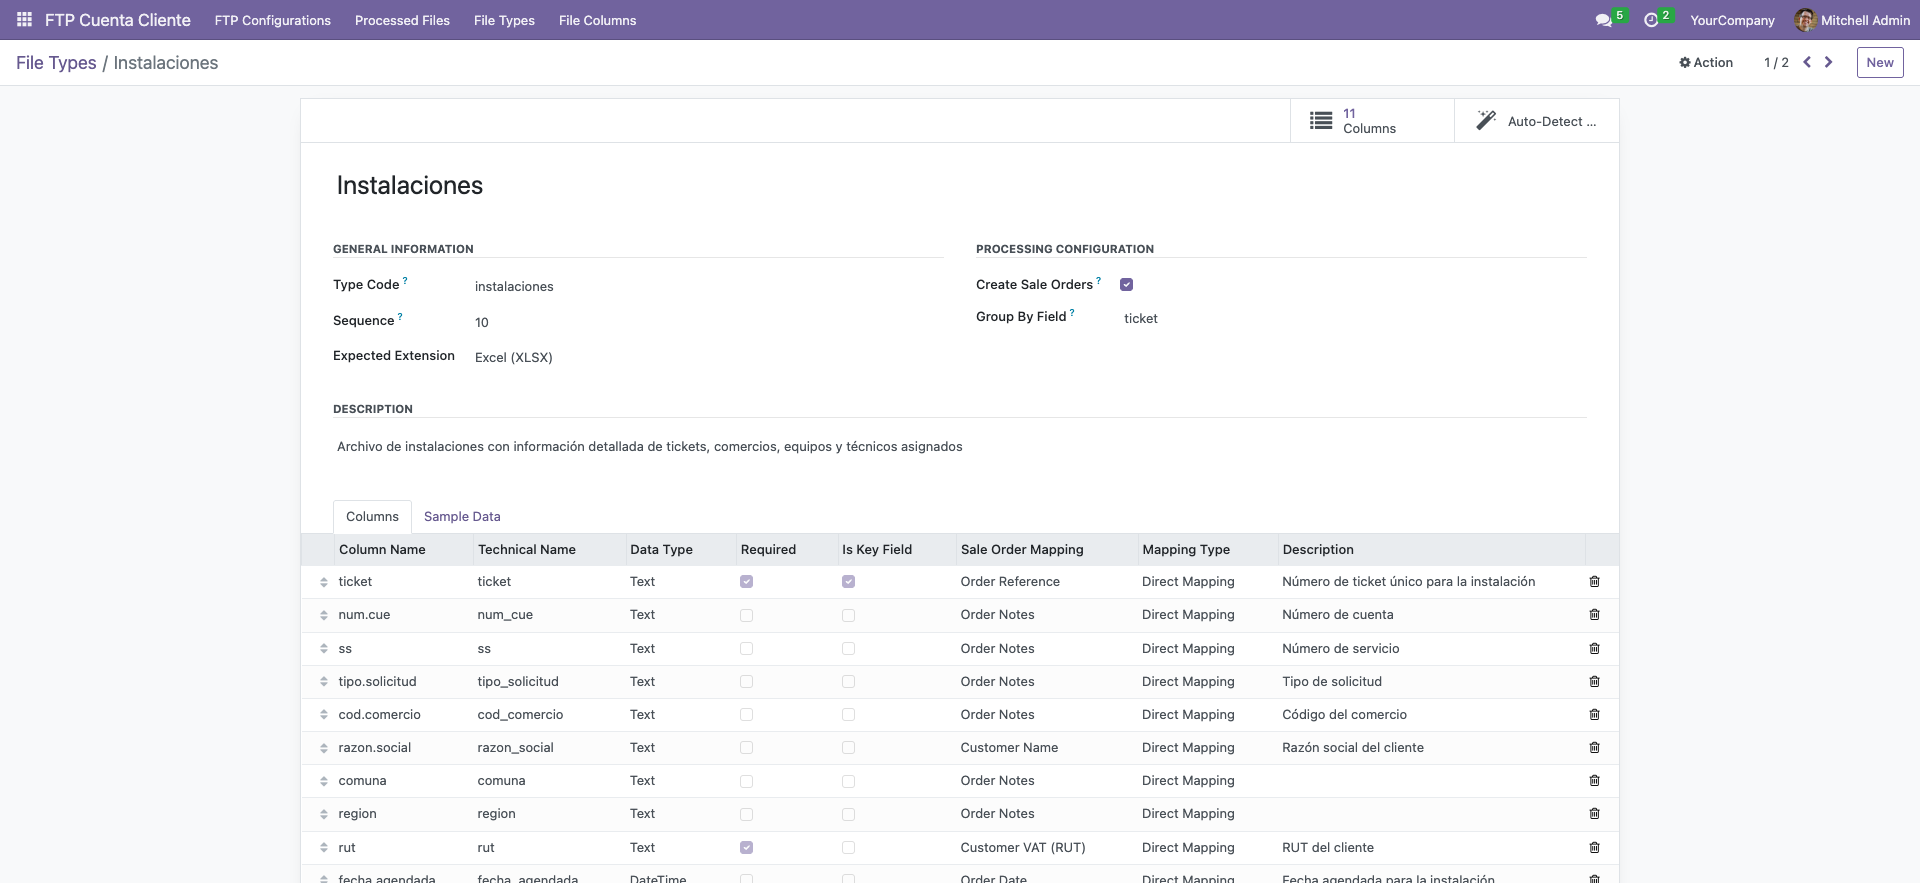 FTP Cuenta Cliente FTP Configurations Processed Files File Types File Columns 5 2 YourCompany Mitchell Admin
File Types / Instalaciones Action 1 / 2 New
11
Columns Auto-Detect ...
Instalaciones
GENERAL INFORMATION PROCESSING CONFIGURATION
Type Code ? instalaciones Create Sale Orders ?
Sequence ? 10 Group By Field ? ticket
Expected Extension Excel (XLSX)
DESCRIPTION
Archivo de instalaciones con información detallada de tickets, comercios, equipos y técnicos asignados
Columns Sample Data
Column Name Technical Name Data Type Required Is Key Field Sale Order Mapping Mapping Type Description
ticket ticket Text Order Reference Direct Mapping Número de ticket único para la instalación
num.cue num_cue Text Order Notes Direct Mapping Número de cuenta
ss ss Text Order Notes Direct Mapping Número de servicio
tipo.solicitud tipo_solicitud Text Order Notes Direct Mapping Tipo de solicitud
cod.comercio cod_comercio Text Order Notes Direct Mapping Código del comercio
razon.social razon_social Text Customer Name Direct Mapping Razón social del cliente
comuna comuna Text Order Notes Direct Mapping
region region Text Order Notes Direct Mapping
rut rut Text Customer VAT (RUT) Direct Mapping RUT del cliente
fecha.agendada fecha_agendada DateTime Order Date Direct Mapping Fecha agendada para la instalación